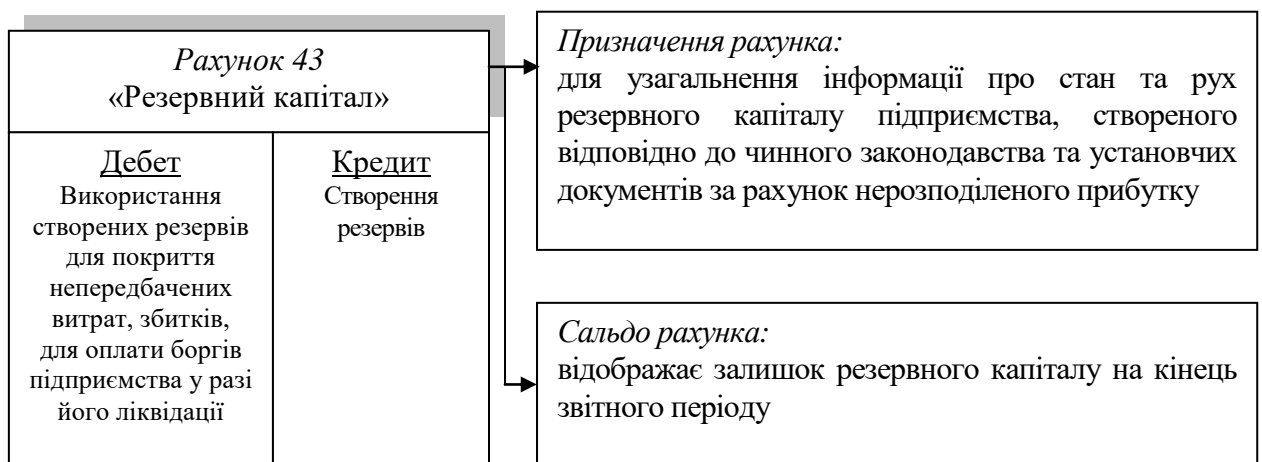 Рахунок 43
«Резервний капітал»
Дебет
Використання
створених резервів
для покриття
непередбачених
витрат, збитків,
для оплати боргів
підприємства у разі
його ліквідації
Кредит
Створення
резервів
Призначення рахунка:
для узагальнення інформації про стан та рух
резервного капіталу підприємства, створеного
відповідно до чинного законодавства та установчих
документів за рахунок нерозподіленого прибутку
Сальдо рахунка:
відображає залишок резервного капіталу на кінець
звітного періоду